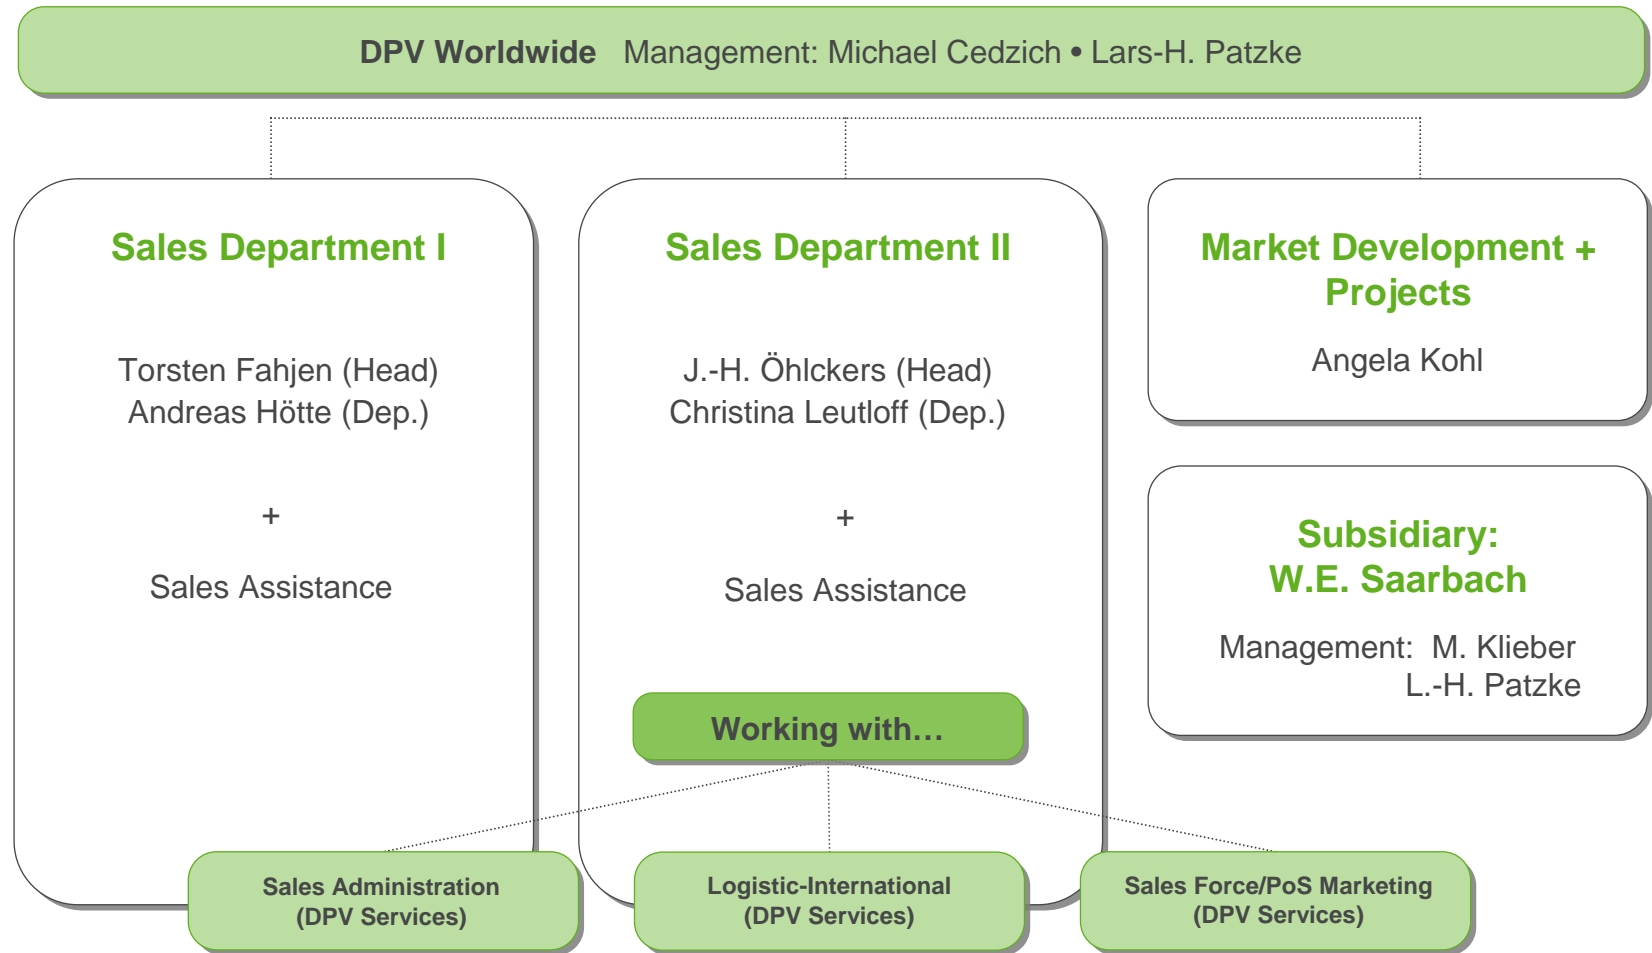 DPV Worldwide Management: Michael Cedzich • Lars-H. Patzke
Sales Department I
Torsten Fahjen (Head)
Andreas Hötte (Dep.)
+
Sales Assistance
Sales Department II
J.-H. Öhlckers (Head)
Christina Leutloff (Dep.)
+
Sales Assistance
Market Development +
Projects
Angela Kohl
Subsidiary:
W.E. Saarbach
Management: M. Klieber
L.-H. Patzke
Working with…
Sales Administration
(DPV Services)
Logistic-International
(DPV Services)
Sales Force/PoS Marketing
(DPV Services)